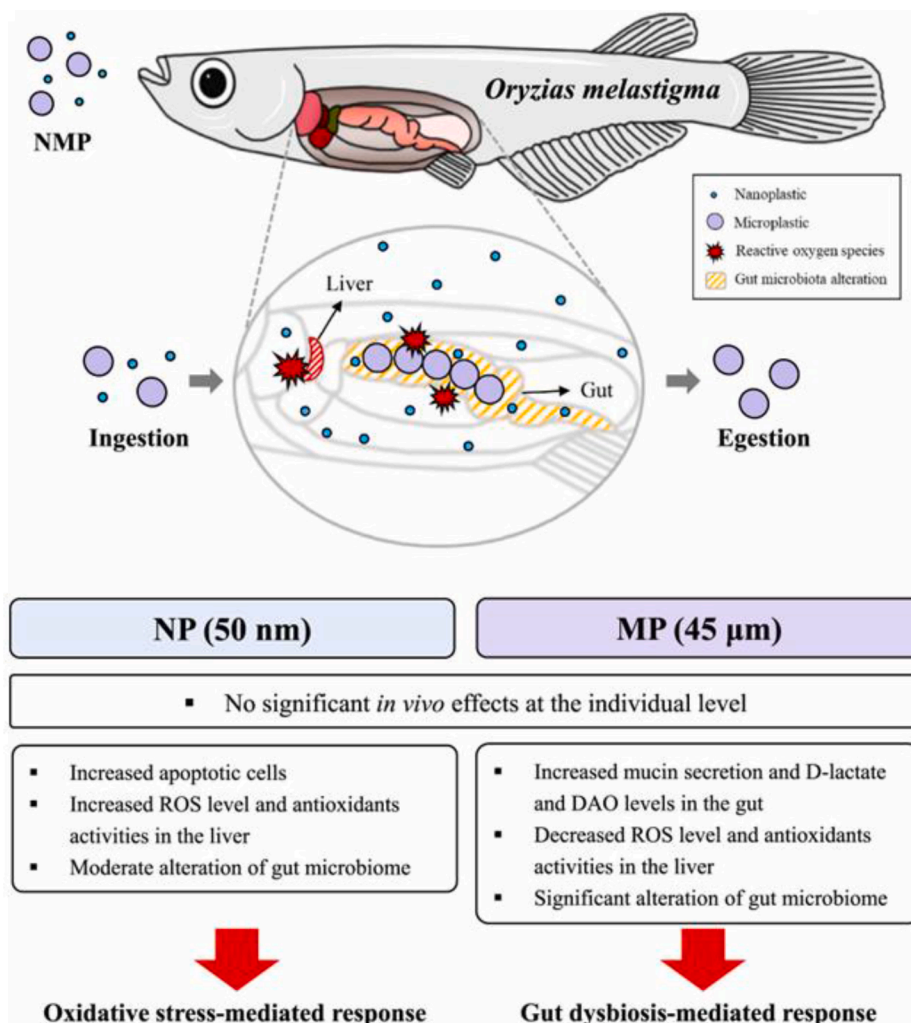 NMP
Oryzias melastigma
Nanoplastic
Microplastic
Reactive oxygen species
Gut microbiota alteration
Liver
Gut
Ingestion
Egestion
NP (50 nm)
MP (45 μm)
▪ No significant in vivo effects at the individual level
▪ Increased apoptotic cells
▪ Increased ROS level and antioxidants
activities in the liver
▪ Moderate alteration of gut microbiome
▪ Increased mucin secretion and D-lactate
and DAO levels in the gut
▪ Decreased ROS level and antioxidants
activities in the liver
▪ Significant alteration of gut microbiome
Oxidative stress-mediated response
Gut dysbiosis-mediated response